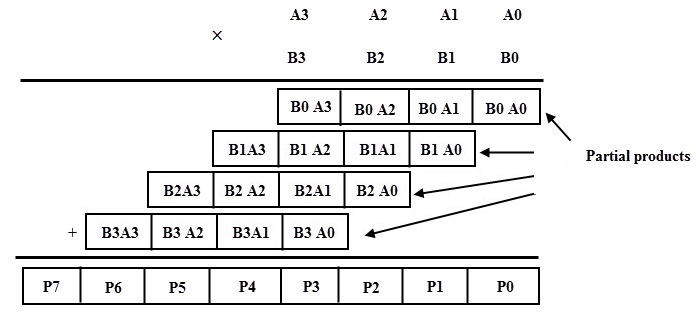 A3 A2 A1 A0
×
B3 B2 B1 B0
B0 A3 B0 A2 B0 A1 B0 A0
B1A3 B1 A2 B1A1 B1 A0 Partial products
B2A3 B2 A2 B2A1 B2 A0
+ B3A3 B3 A2 B3A1 B3 A0
P7 P6 P5 P4 P3 P2 P1 P0